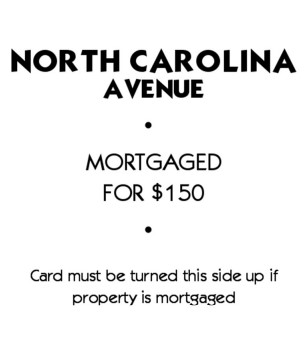 NORTH CAROLINA
AVENUE
•
MORTGAGED
FOR $150
•
Card must be turned this side up if
property is mortgaged